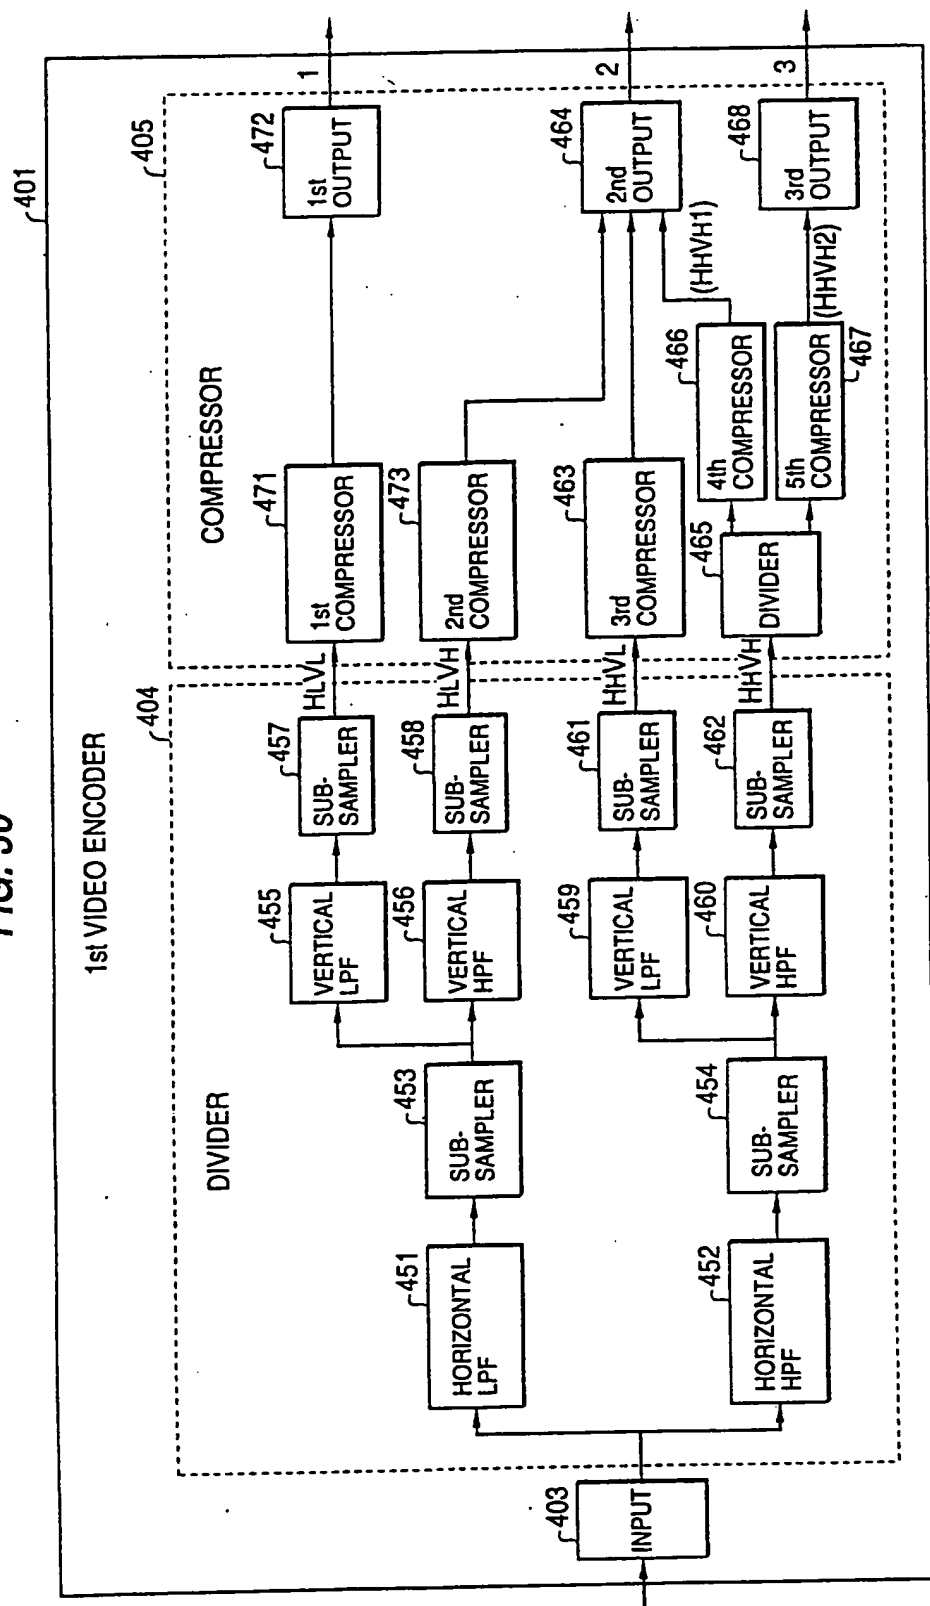 FIG.
1st VIDEO ENCODER
401
DIVIDER
404
COMPRESSOR
405
403
INPUT
451
HORIZONTAL
LPF
453
SUB-
SAMPLER
455
VERTICAL
LPF
457
SUB-
SAMPLER
HLVL
471
1st
COMPRESSOR
472
1st
OUTPUT
1
456
VERTICAL
HPF
458
SUB-
SAMPLER
HLVH
473
2nd
COMPRESSOR
452
HORIZONTAL
HPF
454
SUB-
SAMPLER
459
VERTICAL
LPF
461
SUB-
SAMPLER
HHVL
463
3rd
COMPRESSOR
464
2nd
OUTPUT
2
460
VERTICAL
HPF
462
SUB-
SAMPLER
HHVH
465
DIVIDER
466
4th
COMPRESSOR
(HHVH1)
5th
COMPRESSOR
467
(HHVH2)
468
3rd
OUTPUT
3